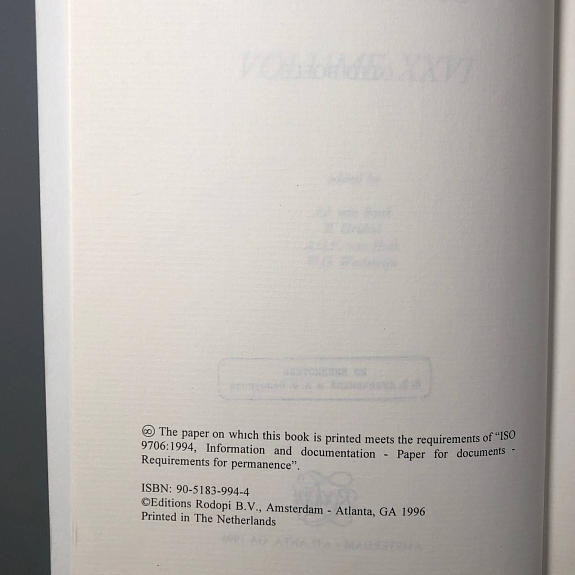 ♾ The paper on which this book is printed meets the requirements of “ISO
9706:1994, Information and documentation - Paper for documents -
Requirements for permanence”.
ISBN: 90-5183-994-4
©Editions Rodopi B.V., Amsterdam - Atlanta, GA 1996
Printed in The Netherlands